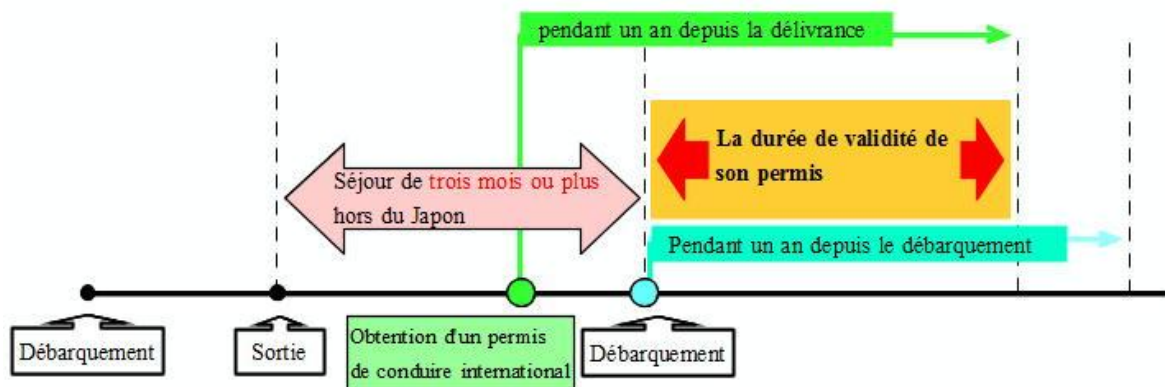 pendant un an depuis la délivrance
La durée de validité de
son permis
Séjour de trois mois ou plus
hors du Japon
Pendant un an depuis le débarquement
Débarquement
Sortie
Obtention d'un permis
de conduire international
Débarquement